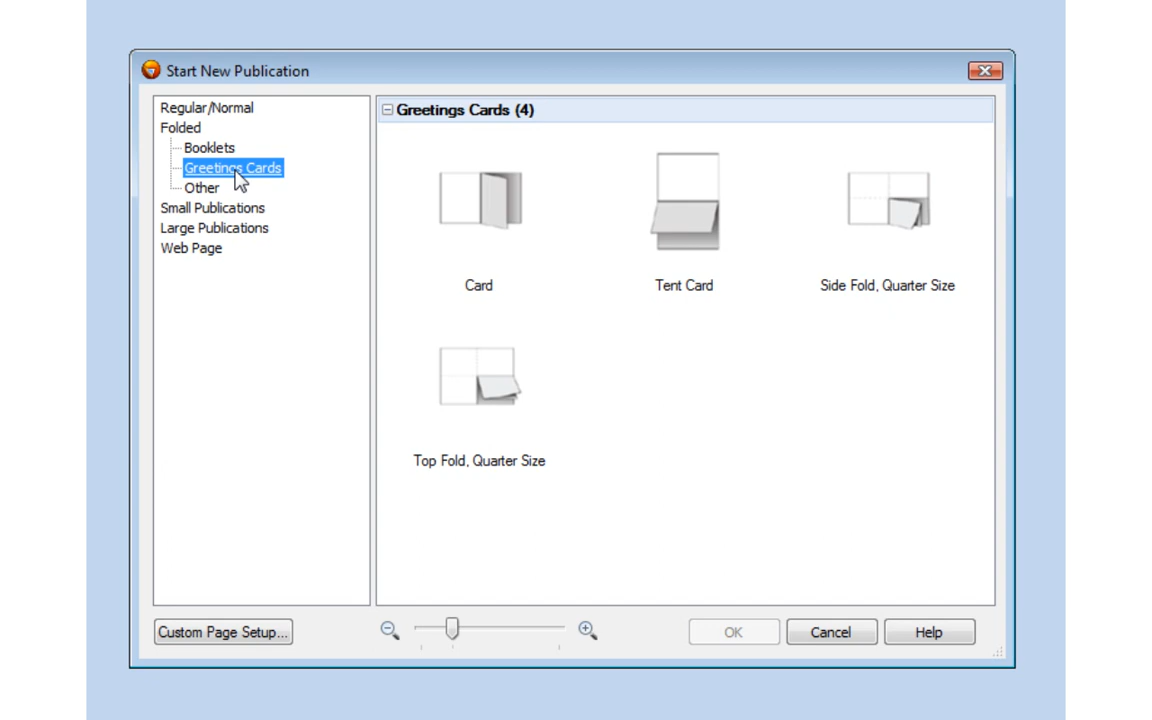 Start New Publication
Regular/Normal
Folded
Booklets
Greetings Cards
Other
Small Publications
Large Publications
Web Page
Greetings Cards (4)
Card
Tent Card
Side Fold, Quarter Size
Top Fold, Quarter Size
Custom Page Setup...
OK
Cancel
Help